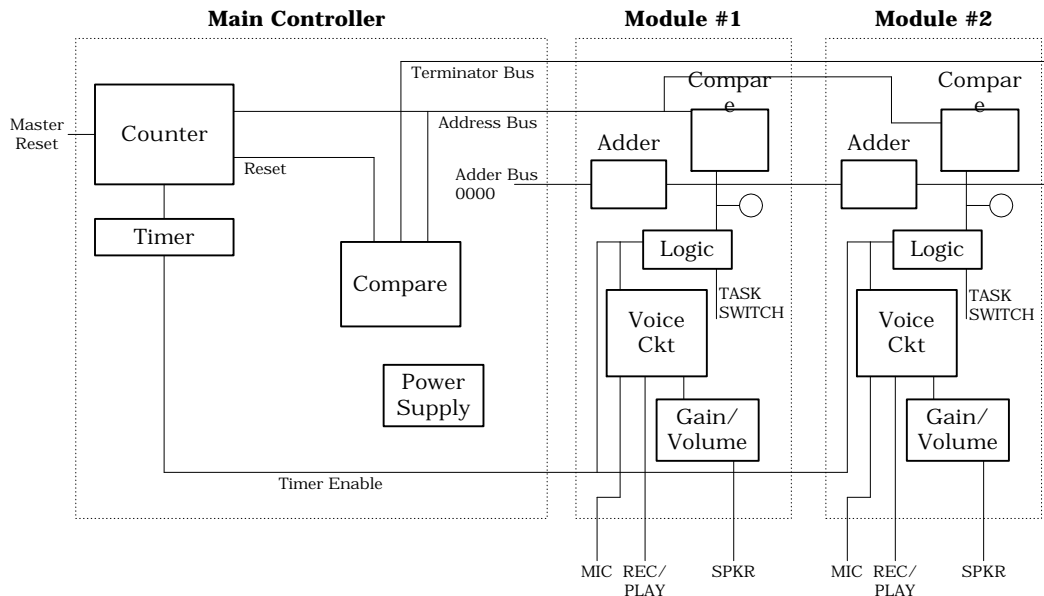 Main Controller
Module #1
Module #2
Terminator Bus
Compar
e
Compar
e
Master
Reset
Counter
Address Bus
Adder
Adder
Reset
Adder Bus
0000
Timer
Logic
Logic
Compare
TASK
SWITCH
TASK
SWITCH
Voice
Ckt
Voice
Ckt
Power
Supply
Gain/
Volume
Gain/
Volume
Timer Enable
MIC
REC/
PLAY
SPKR
MIC
REC/
PLAY
SPKR